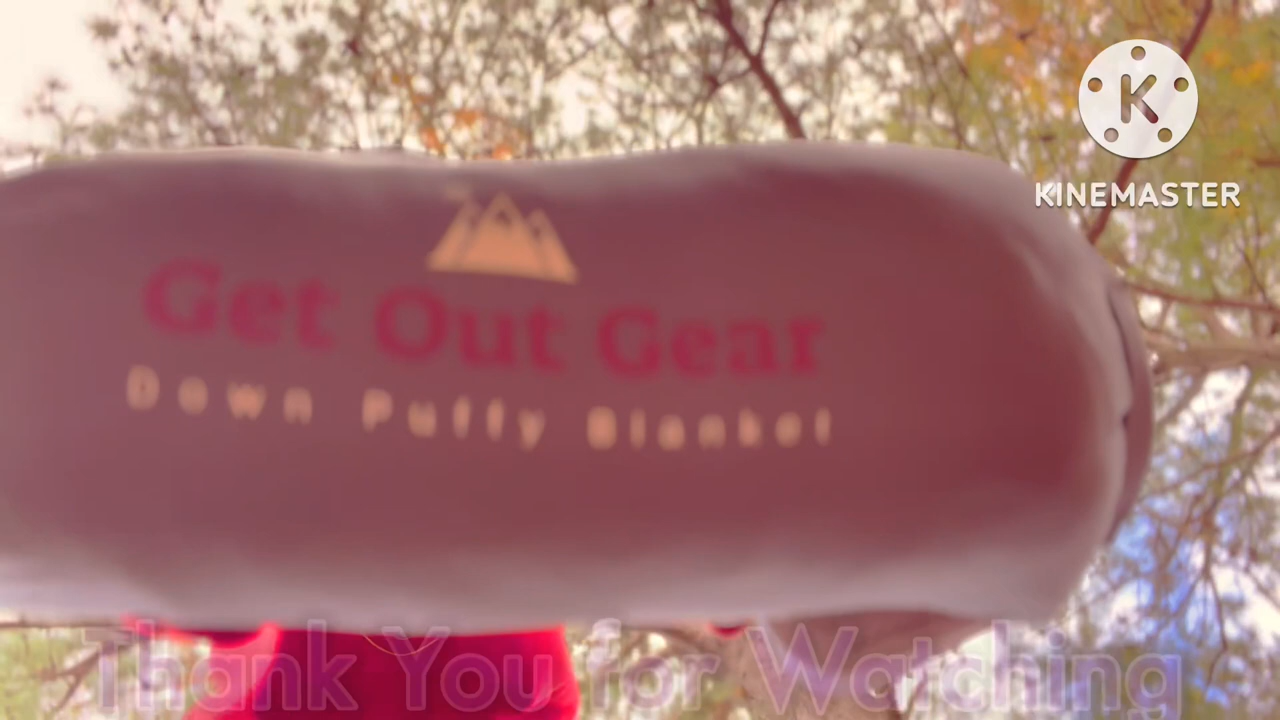 K
KINEMASTER
Get Out Gear
Down Puffy Blanket
Thank You for Watching